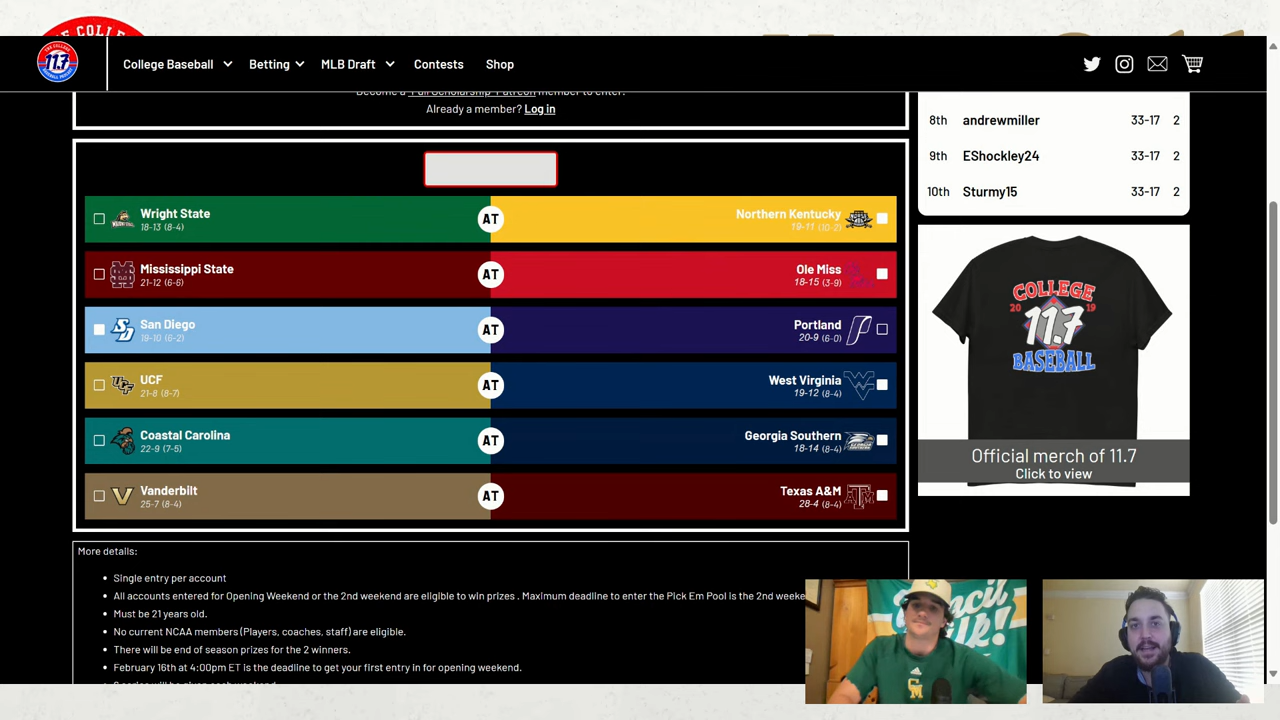 THE COLLEGE
11.7
College Baseball
Betting
MLB Draft
Contests
Shop
Become a "Full Scholarship" Patreon member to enter.
Already a member? Log in
Wright State
18-13 (8-4)
AT
Northern Kentucky
19-11 (10-2)
Mississippi State
21-12 (6-6)
AT
Ole Miss
18-15 (3-9)
San Diego
19-10 (6-2)
AT
Portland
20-9 (6-0)
UCF
21-8 (8-7)
AT
West Virginia
19-12 (8-4)
Coastal Carolina
22-9 (7-5)
AT
Georgia Southern
18-14 (8-4)
Vanderbilt
25-7 (8-4)
AT
Texas A&M
28-4 (8-4)
8th andrewmiller 33-17 2
9th EShockley24 33-17 2
10th Sturmy15 33-17 2
COLLEGE
20 11.7 19
BASEBALL
Official merch of 11.7
Click to view
More details:
Single entry per account
All accounts entered for Opening Weekend or the 2nd weekend are eligible to win prizes . Maximum deadline to enter the Pick Em Pool is the 2nd weeke
Must be 21 years old.
No current NCAA members (Players, coaches, staff) are eligible.
There will be end of season prizes for the 2 winners.
February 16th at 4:00pm ET is the deadline to get your first entry in for opening weekend.